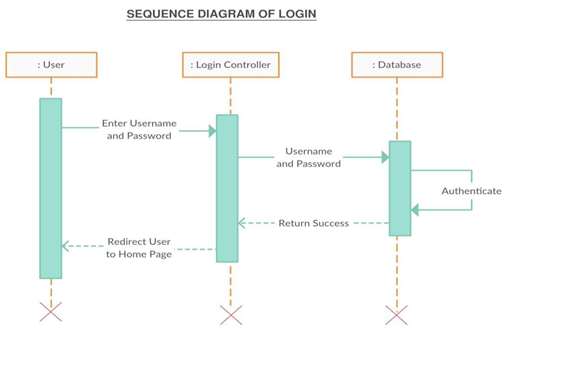 SEQUENCE DIAGRAM OF LOGIN
: User
: Login Controller
: Database
Enter Username
and Password
Username
and Password
Authenticate
Return Success
Redirect User
to Home Page